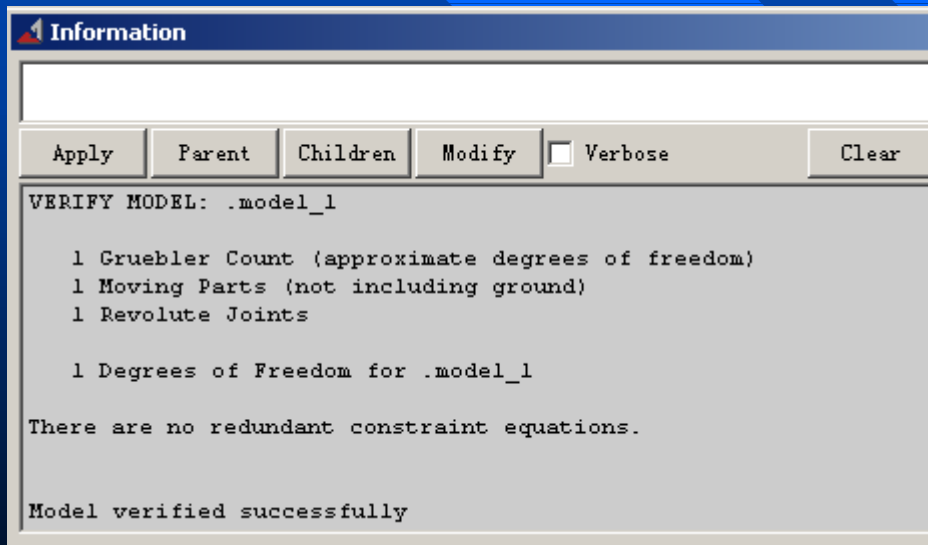 Information
Apply Parent Children Modify Verbose Clear
VERIFY MODEL: .model_1
1 Gruebler Count (approximate degrees of freedom)
1 Moving Parts (not including ground)
1 Revolute Joints
1 Degrees of Freedom for .model_1
There are no redundant constraint equations.
Model verified successfully